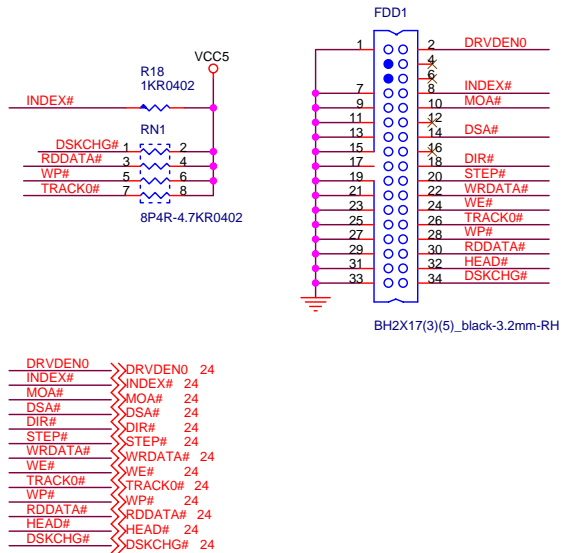 FDD1
VCC5
R18
1KR0402
INDEX#
RN1
DSKCHG# 1 2
RDDATA# 3 4
WP# 5 6
TRACK0# 7 8
8P4R-4.7KR0402
1 2 DRVDEN0
4
6
7 8 INDEX#
9 10 MOA#
11 12
13 14 DSA#
15 16
17 18 DIR#
19 20 STEP#
21 22 WRDATA#
23 24 WE#
25 26 TRACK0#
27 28 WP#
29 30 RDDATA#
31 32 HEAD#
33 34 DSKCHG#
BH2X17(3)(5)_black-3.2mm-RH
DRVDEN0 DRVDEN0 24
INDEX# INDEX# 24
MOA# MOA# 24
DSA# DSA# 24
DIR# DIR# 24
STEP# STEP# 24
WRDATA# WRDATA# 24
WE# WE# 24
TRACK0# TRACK0# 24
WP# WP# 24
RDDATA# RDDATA# 24
HEAD# HEAD# 24
DSKCHG# DSKCHG# 24